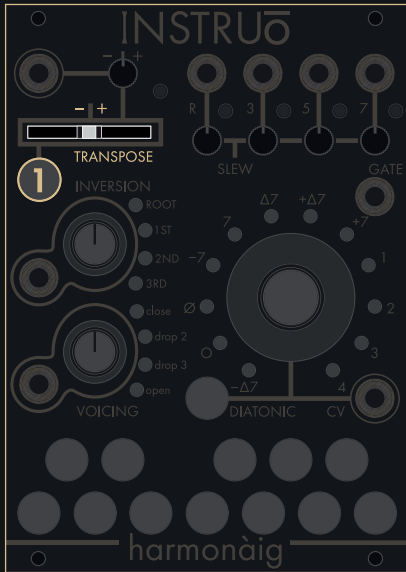 INSTRUō
- +
R 3 5 7
- +
TRANSPOSE
SLEW GATE
1
INVERSION
ROOT
1ST
2ND
3RD
close
drop 2
drop 3
open
VOICING
Δ7 +Δ7
7 +7
-7 1
Ø 2
O 3
-Δ7 4
DIATONIC CV
harmonàig